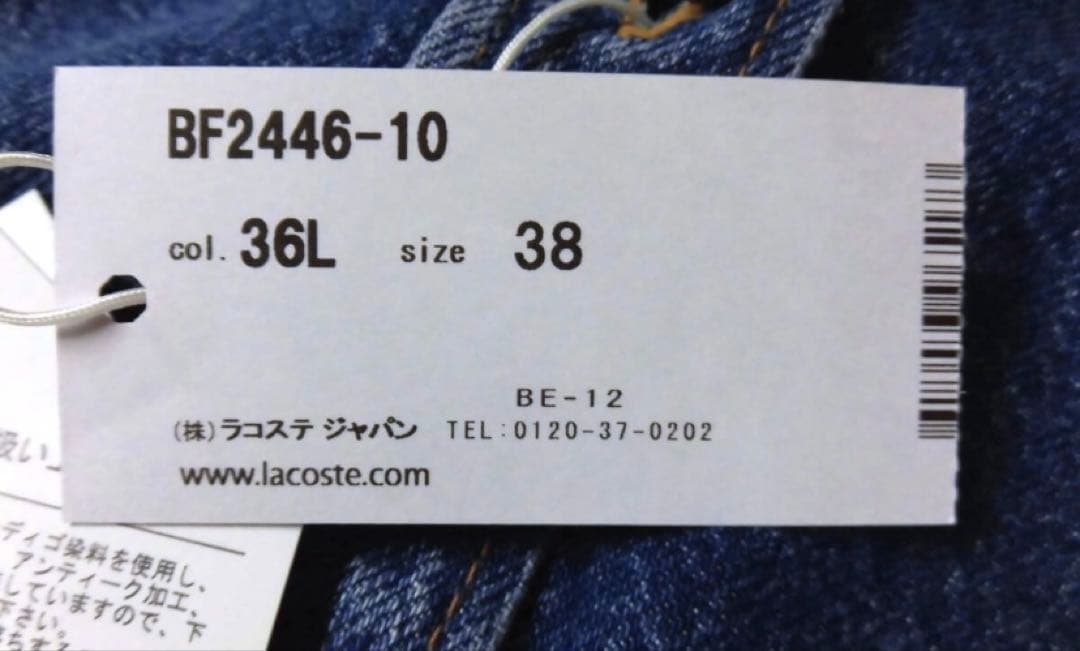 BF2446-10
col. 36L size 38
BE-12
(株)ラコステ ジャパン TEL:0120-37-0202
www.lacoste.com
扱い
ディゴ染料を使用し、
アンティーク加工、
していますので、下
さい。